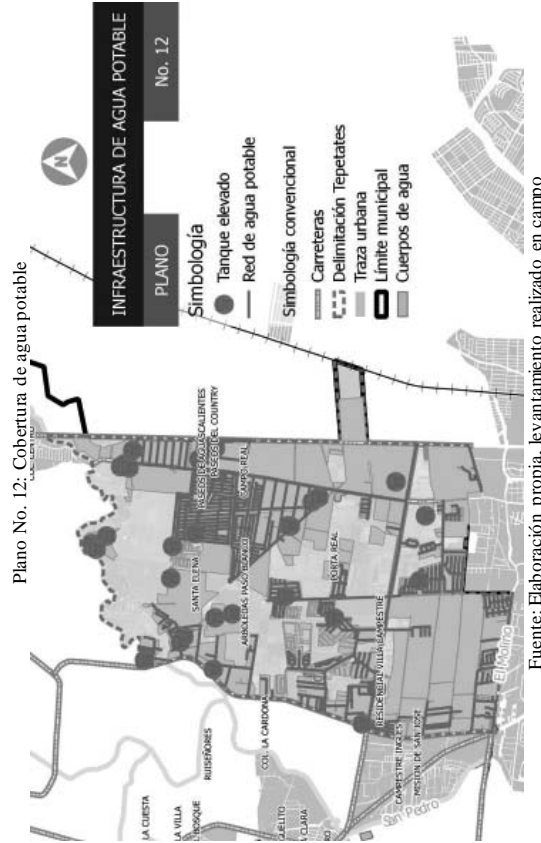 Plano No. 12: Cobertura de agua potable
INFRAESTRUCTURA DE AGUA POTABLE
PLANO
No. 12
N
Simbología
Tanque elevado
Red de agua potable
Simbología convencional
Carreteras
Delimitación Tepetates
Traza urbana
Límite municipal
Cuerpos de agua
PASEOS DE AGUASCALIENTES
PASEOS DEL COUNTRY
CAMPO REAL
SANTA ELENA
ARBOLEDAS PASO BLANCO
PORTA REAL
RESIDENCIAL VILLA CAMPESTRE
RUISEÑORES
COL. LA CARDONA
CAMPESTRE INGLES
MISION DE SAN JOSE
LA CUESTA
LA VILLA
BOSQUE
GUELITO
CLARA
El Molino
San Pedro
Fuente: Elaboración propia, levantamiento realizado en campo